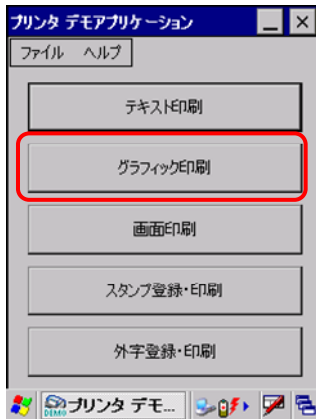 プリンタ デモアプリケーション
ファイル ヘルプ
テキスト印刷
グラフィック印刷
画面印刷
スタンプ登録・印刷
外字登録・印刷
DEMO プリンタ デモ...